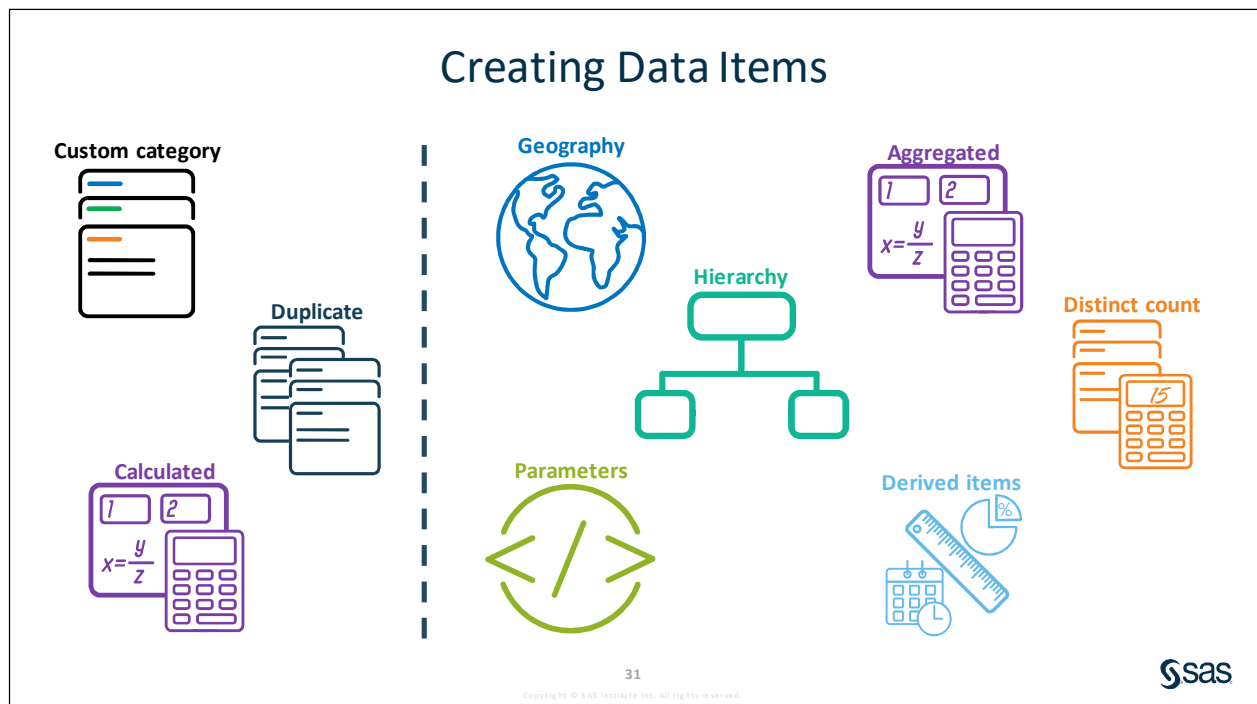 Creating Data Items
Custom category
Duplicate
Calculated
1 2
x= y
z
Geography
Hierarchy
Parameters
Aggregated
1 2
x= y
z
Distinct count
15
Derived items
%
31
Copyright © SAS Institute Inc. All rights reserved.
sas